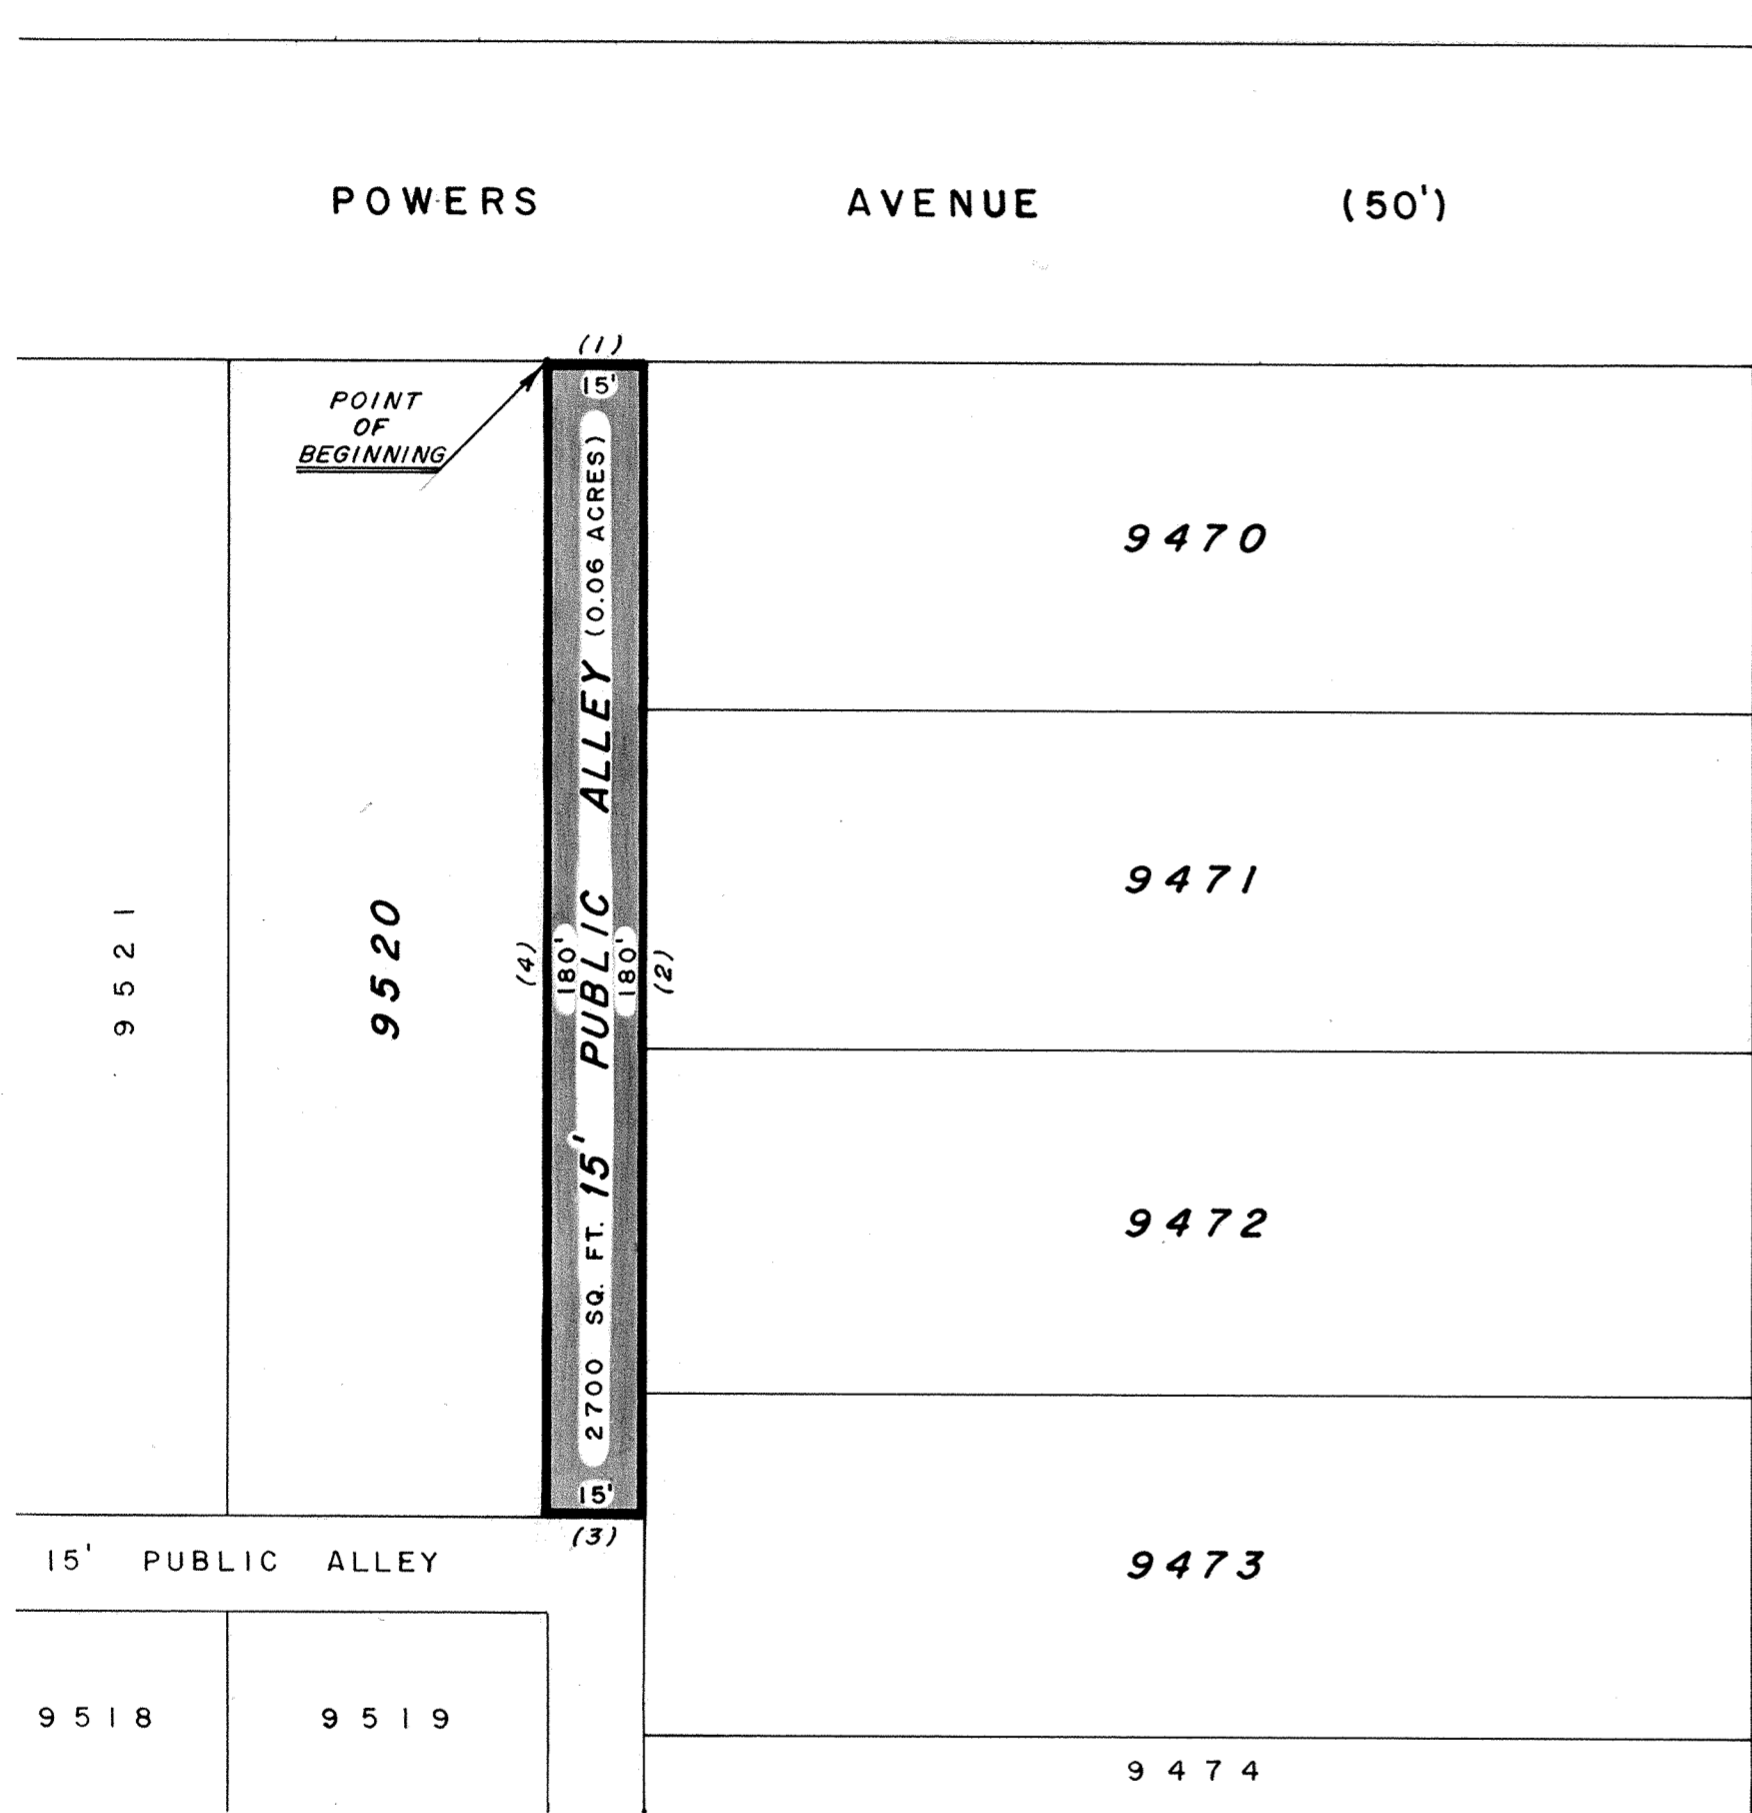 POWERS AVENUE (50')
(1)
POINT
OF
BEGINNING
15'
2700 SQ. FT. 15' PUBLIC ALLEY (0.06 ACRES)
9470
9471
9521
9520
(4)
180'
180'
(2)
9472
15'
(3)
15' PUBLIC ALLEY
9473
9518
9519
9474